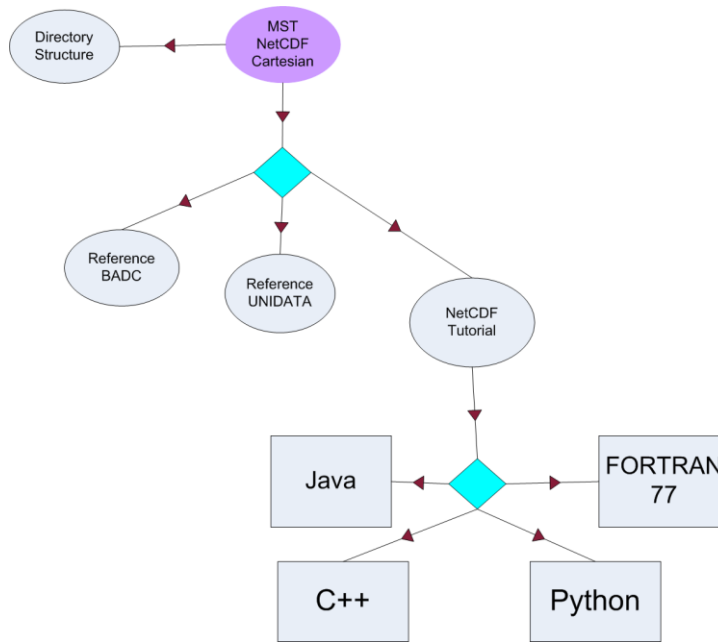 Directory
Structure
MST
NetCDF
Cartesian
Reference
BADC
Reference
UNIDATA
NetCDF
Tutorial
Java
FORTRAN
77
C++
Python